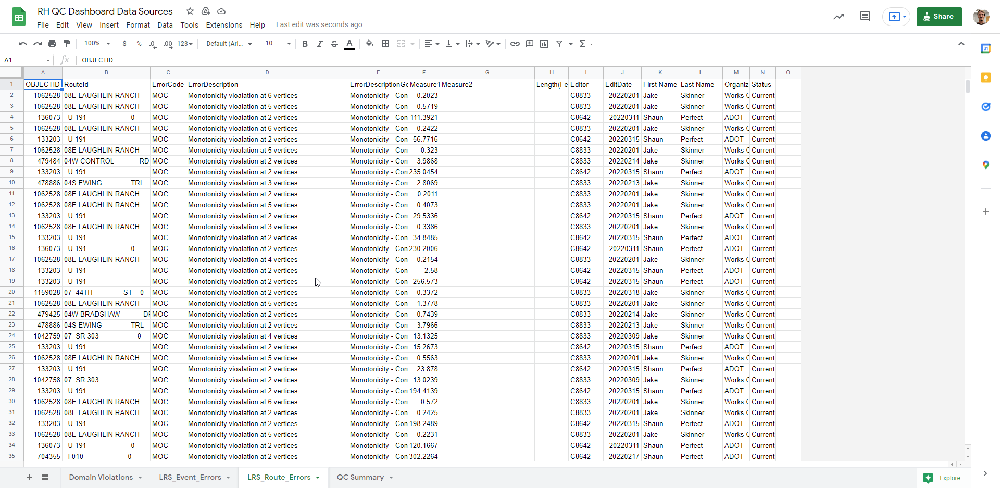 RH QC Dashboard Data Sources
File Edit View Insert Format Data Tools Extensions Help Last edit was seconds ago
Share
100% $ % .0 .00 123 Default (Ari... 10 B I S A Σ
31
A1 fx OBJECTID
A B C D E F G H I J K L M N O
1 OBJECTID RouteId ErrorCode ErrorDescription ErrorDescriptionGe Measure1 Measure2 Length(Fe Editor EditDate First Name Last Name Organiz Status
2 1062528 08E LAUGHLIN RANCH MOC Monotonicity vioalation at 6 vertices Monotonicity - Con 0.2023 C8833 20220201 Jake Skinner Works C Current
3 1062528 08E LAUGHLIN RANCH MOC Monotonicity vioalation at 5 vertices Monotonicity - Con 0.5719 C8833 20220201 Jake Skinner Works C Current
4 136073 U 191 0 MOC Monotonicity vioalation at 2 vertices Monotonicity - Con 111.3921 C8642 20220311 Shaun Perfect ADOT Current
5 1062528 08E LAUGHLIN RANCH MOC Monotonicity vioalation at 6 vertices Monotonicity - Con 0.2422 C8833 20220201 Jake Skinner Works C Current
6 133203 U 191 MOC Monotonicity vioalation at 2 vertices Monotonicity - Con 56.7716 C8642 20220315 Shaun Perfect ADOT Current
7 1062528 08E LAUGHLIN RANCH MOC Monotonicity vioalation at 5 vertices Monotonicity - Con 0.323 C8833 20220201 Jake Skinner Works C Current
8 479484 04W CONTROL RD MOC Monotonicity vioalation at 2 vertices Monotonicity - Con 3.9868 C8833 20220214 Jake Skinner Works C Current
9 133203 U 191 MOC Monotonicity vioalation at 2 vertices Monotonicity - Con 235.0454 C8642 20220315 Shaun Perfect ADOT Current
10 478886 04S EWING TRL MOC Monotonicity vioalation at 3 vertices Monotonicity - Con 2.8069 C8833 20220213 Jake Skinner Works C Current
11 1062528 08E LAUGHLIN RANCH MOC Monotonicity vioalation at 2 vertices Monotonicity - Con 0.2011 C8833 20220201 Jake Skinner Works C Current
12 1062528 08E LAUGHLIN RANCH MOC Monotonicity vioalation at 5 vertices Monotonicity - Con 0.4073 C8833 20220201 Jake Skinner Works C Current
13 133203 U 191 MOC Monotonicity vioalation at 2 vertices Monotonicity - Con 29.5336 C8642 20220315 Shaun Perfect ADOT Current
14 1062528 08E LAUGHLIN RANCH MOC Monotonicity vioalation at 3 vertices Monotonicity - Con 0.3386 C8833 20220201 Jake Skinner Works C Current
15 133203 U 191 MOC Monotonicity vioalation at 2 vertices Monotonicity - Con 34.8485 C8642 20220315 Shaun Perfect ADOT Current
16 136073 U 191 0 MOC Monotonicity vioalation at 2 vertices Monotonicity - Con 230.2006 C8642 20220311 Shaun Perfect ADOT Current
17 1062528 08E LAUGHLIN RANCH MOC Monotonicity vioalation at 4 vertices Monotonicity - Con 0.2154 C8833 20220201 Jake Skinner Works C Current
18 133203 U 191 MOC Monotonicity vioalation at 2 vertices Monotonicity - Con 2.58 C8642 20220315 Shaun Perfect ADOT Current
19 133203 U 191 MOC Monotonicity vioalation at 2 vertices Monotonicity - Con 256.573 C8642 20220315 Shaun Perfect ADOT Current
20 1159028 07 44TH ST 0 MOC Monotonicity vioalation at 2 vertices Monotonicity - Con 0.3372 C8833 20220318 Jake Skinner Works C Current
21 1062528 08E LAUGHLIN RANCH MOC Monotonicity vioalation at 5 vertices Monotonicity - Con 1.3778 C8833 20220201 Jake Skinner Works C Current
22 479425 04W BRADSHAW DR MOC Monotonicity vioalation at 2 vertices Monotonicity - Con 0.7439 C8833 20220214 Jake Skinner Works C Current
23 478886 04S EWING TRL MOC Monotonicity vioalation at 2 vertices Monotonicity - Con 3.7966 C8833 20220213 Jake Skinner Works C Current
24 1042759 07 SR 303 0 MOC Monotonicity vioalation at 4 vertices Monotonicity - Con 13.1325 C8833 20220309 Jake Skinner Works C Current
25 133203 U 191 MOC Monotonicity vioalation at 2 vertices Monotonicity - Con 15.2673 C8642 20220315 Shaun Perfect ADOT Current
26 1062528 08E LAUGHLIN RANCH MOC Monotonicity vioalation at 5 vertices Monotonicity - Con 0.5563 C8833 20220201 Jake Skinner Works C Current
27 133203 U 191 MOC Monotonicity vioalation at 2 vertices Monotonicity - Con 23.878 C8642 20220315 Shaun Perfect ADOT Current
28 1042758 07 SR 303 MOC Monotonicity vioalation at 2 vertices Monotonicity - Con 13.0239 C8833 20220309 Jake Skinner Works C Current
29 133203 U 191 MOC Monotonicity vioalation at 2 vertices Monotonicity - Con 194.4139 C8642 20220315 Shaun Perfect ADOT Current
30 1062528 08E LAUGHLIN RANCH MOC Monotonicity vioalation at 6 vertices Monotonicity - Con 0.572 C8833 20220201 Jake Skinner Works C Current
31 1062528 08E LAUGHLIN RANCH MOC Monotonicity vioalation at 2 vertices Monotonicity - Con 0.2425 C8833 20220201 Jake Skinner Works C Current
32 133203 U 191 MOC Monotonicity vioalation at 2 vertices Monotonicity - Con 198.2489 C8642 20220315 Shaun Perfect ADOT Current
33 1062528 08E LAUGHLIN RANCH MOC Monotonicity vioalation at 5 vertices Monotonicity - Con 0.2231 C8833 20220201 Jake Skinner Works C Current
34 136073 U 191 0 MOC Monotonicity vioalation at 2 vertices Monotonicity - Con 120.1667 C8642 20220311 Shaun Perfect ADOT Current
35 704355 I 010 0 MOC Monotonicity vioalation at 2 vertices Monotonicity - Con 302.2264 C8642 20220217 Shaun Perfect ADOT Current
Domain Violations LRS_Event_Errors LRS_Route_Errors QC Summary Explore